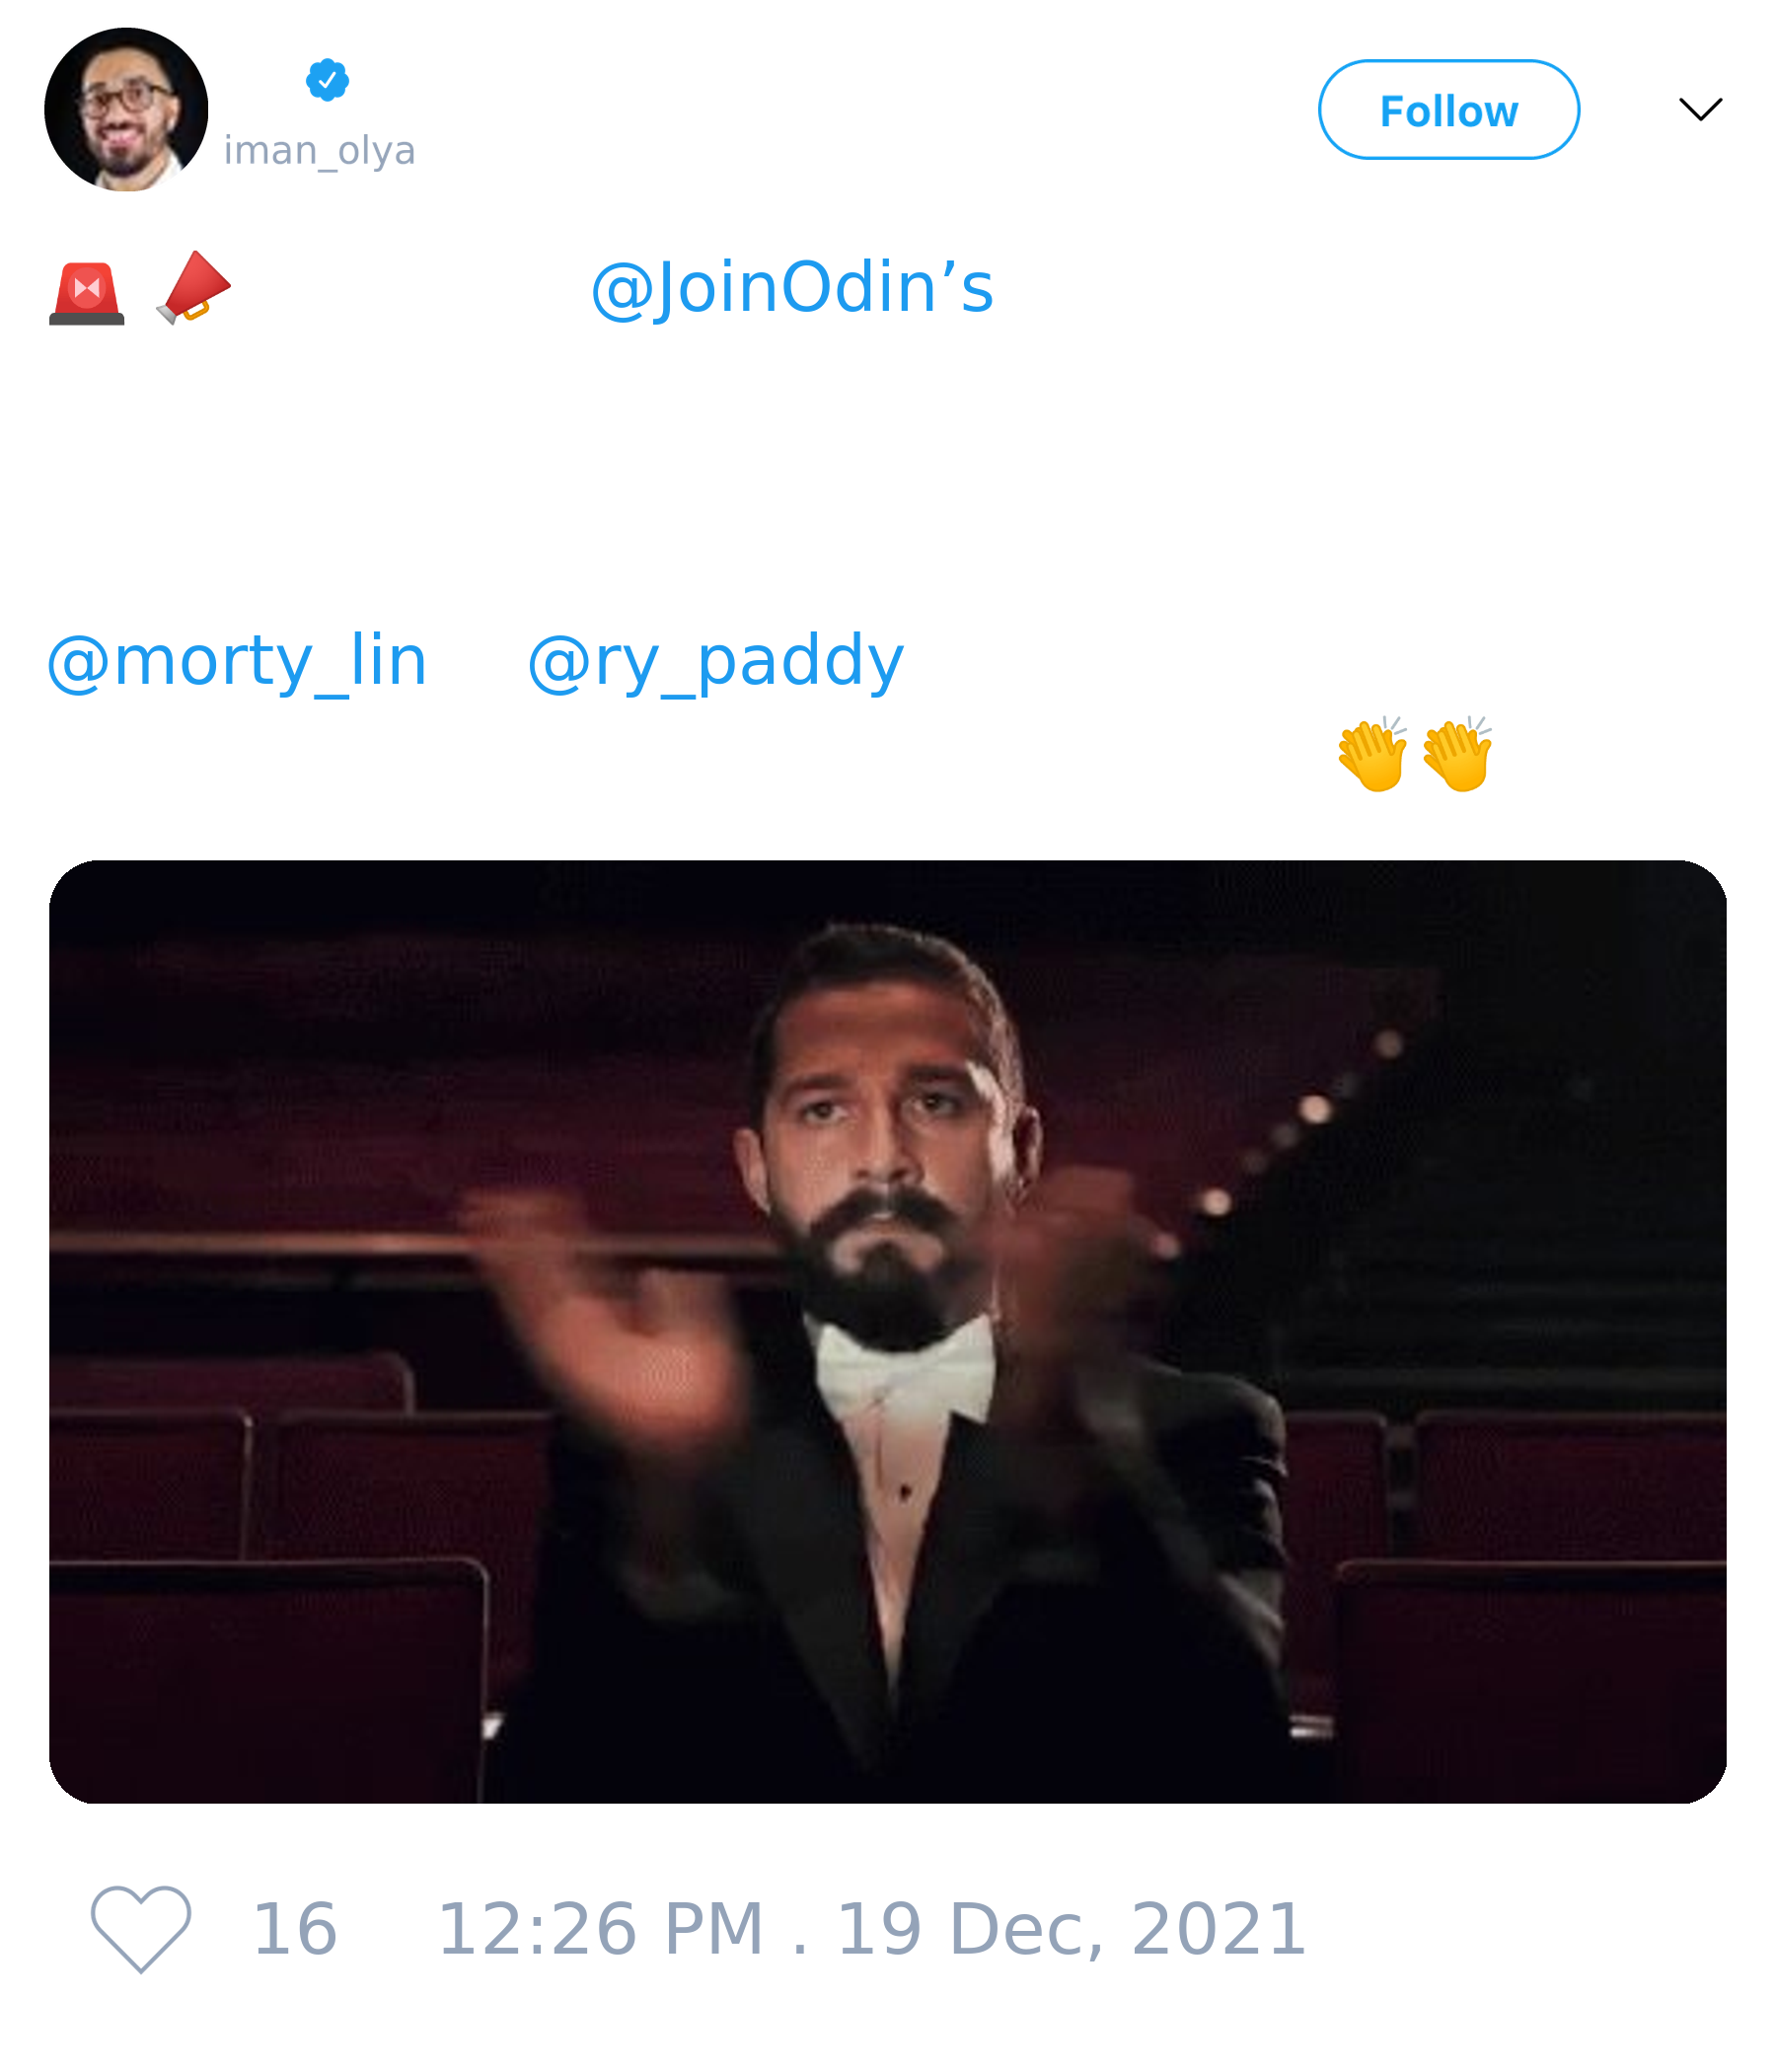 iman_olya
Follow
🚨 📣 @JoinOdin’s
@morty_lin @ry_paddy
👏👏
16 12:26 PM . 19 Dec, 2021